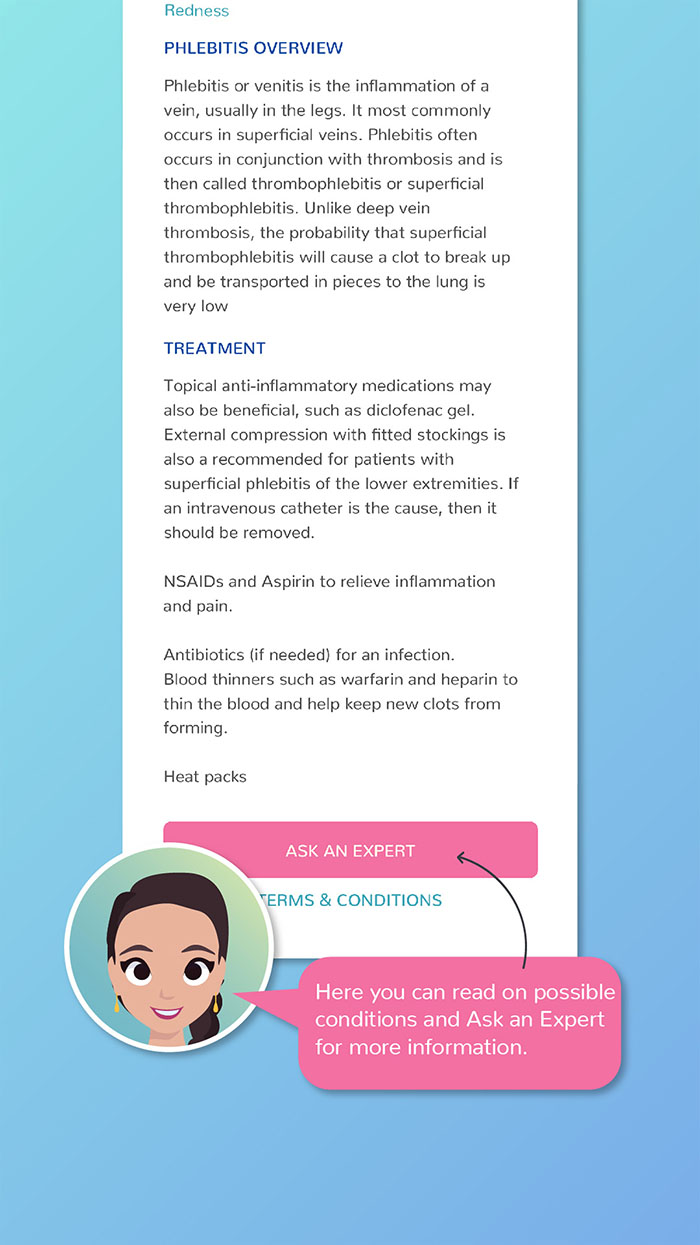 Redness
PHLEBITIS OVERVIEW
Phlebitis or venitis is the inflammation of a
vein, usually in the legs. It most commonly
occurs in superficial veins. Phlebitis often
occurs in conjunction with thrombosis and is
then called thrombophlebitis or superficial
thrombophlebitis. Unlike deep vein
thrombosis, the probability that superficial
thrombophlebitis will cause a clot to break up
and be transported in pieces to the lung is
very low
TREATMENT
Topical anti-inflammatory medications may
also be beneficial, such as diclofenac gel.
External compression with fitted stockings is
also a recommended for patients with
superficial phlebitis of the lower extremities. If
an intravenous catheter is the cause, then it
should be removed.
NSAIDs and Aspirin to relieve inflammation
and pain.
Antibiotics (if needed) for an infection.
Blood thinners such as warfarin and heparin to
thin the blood and help keep new clots from
forming.
Heat packs
ASK AN EXPERT
TERMS & CONDITIONS
Here you can read on possible
conditions and Ask an Expert
for more information.